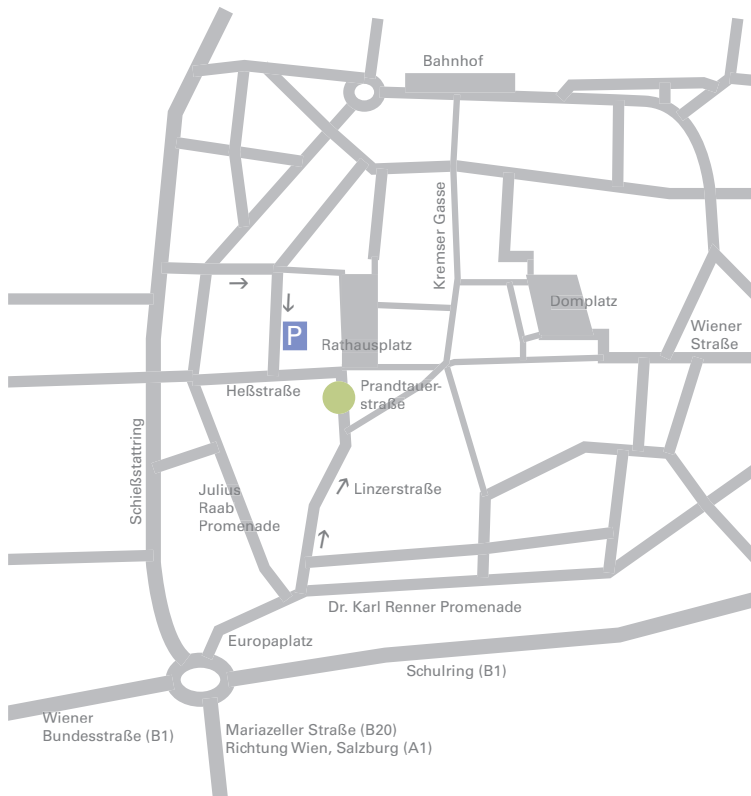 Bahnhof
Kremser Gasse
Domplatz
Wiener
Straße
P
Rathausplatz
Heßstraße
Prandtauer-
straße
Schießstattring
Julius
Raab
Promenade
Linzerstraße
Dr. Karl Renner Promenade
Europaplatz
Schulring (B1)
Wiener
Bundesstraße (B1)
Mariazeller Straße (B20)
Richtung Wien, Salzburg (A1)